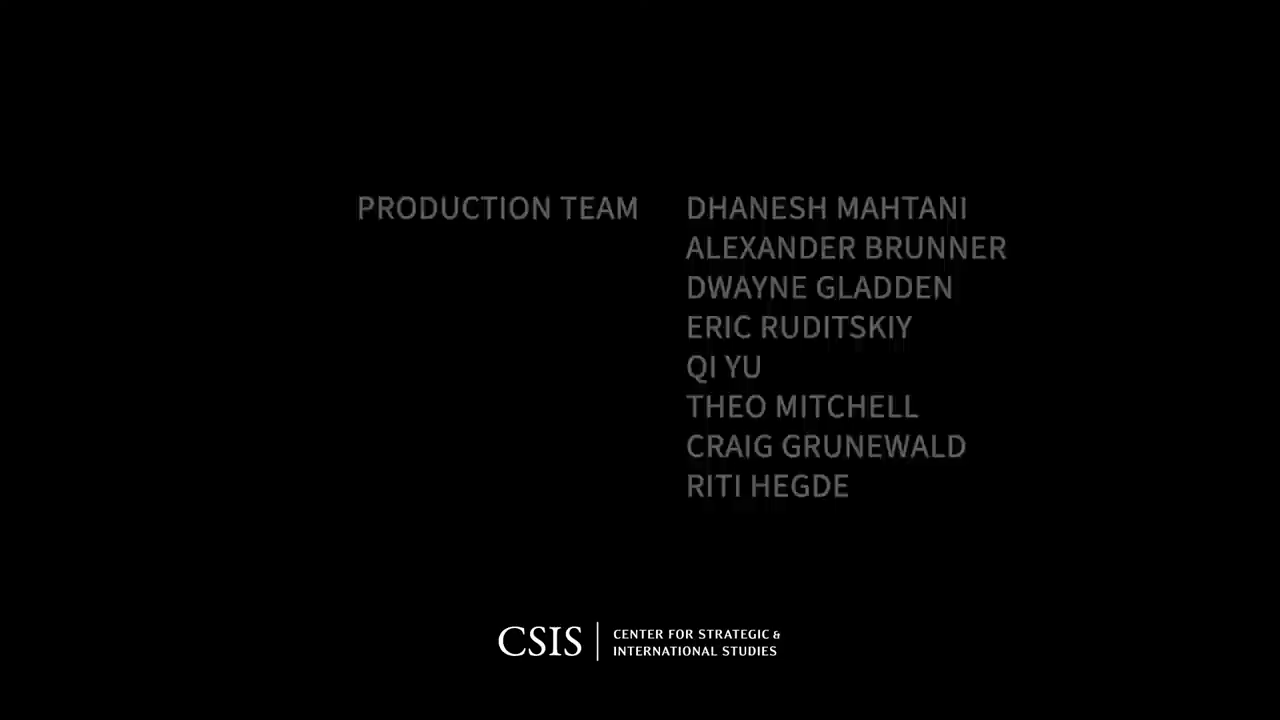 PRODUCTION TEAM DHANESH MAHTANI
ALEXANDER BRUNNER
DWAYNE GLADDEN
ERIC RUDITSKIY
QI YU
THEO MITCHELL
CRAIG GRUNEWALD
RITI HEGDE
CSIS
CENTER FOR STRATEGIC &
INTERNATIONAL STUDIES